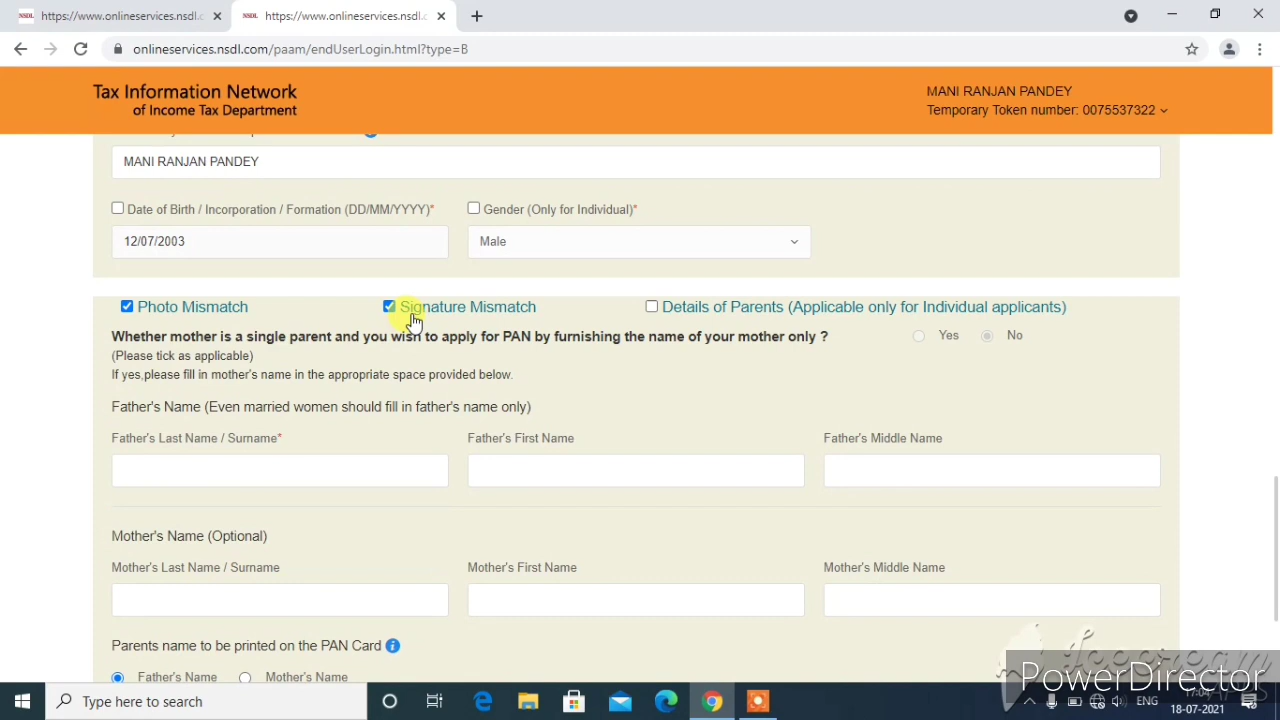 NSDL https://www.onlineservices.nsdl.c
NSDL https://www.onlineservices.nsdl.
onlineservices.nsdl.com/paam/endUserLogin.html?type=B
Tax Information Network
of Income Tax Department
MANI RANJAN PANDEY
Temporary Token number: 0075537322
MANI RANJAN PANDEY
Date of Birth / Incorporation / Formation (DD/MM/YYYY)*
Gender (Only for Individual)*
12/07/2003
Male
Photo Mismatch
Signature Mismatch
Details of Parents (Applicable only for Individual applicants)
Whether mother is a single parent and you wish to apply for PAN by furnishing the name of your mother only ?
Yes
No
(Please tick as applicable)
If yes,please fill in mother's name in the appropriate space provided below.
Father's Name (Even married women should fill in father's name only)
Father's Last Name / Surname*
Father's First Name
Father's Middle Name
Mother's Name (Optional)
Mother's Last Name / Surname
Mother's First Name
Mother's Middle Name
Parents name to be printed on the PAN Card
Father's Name
Mother's Name
PowerDirector
Type here to search
ENG
17:04
18-07-2021